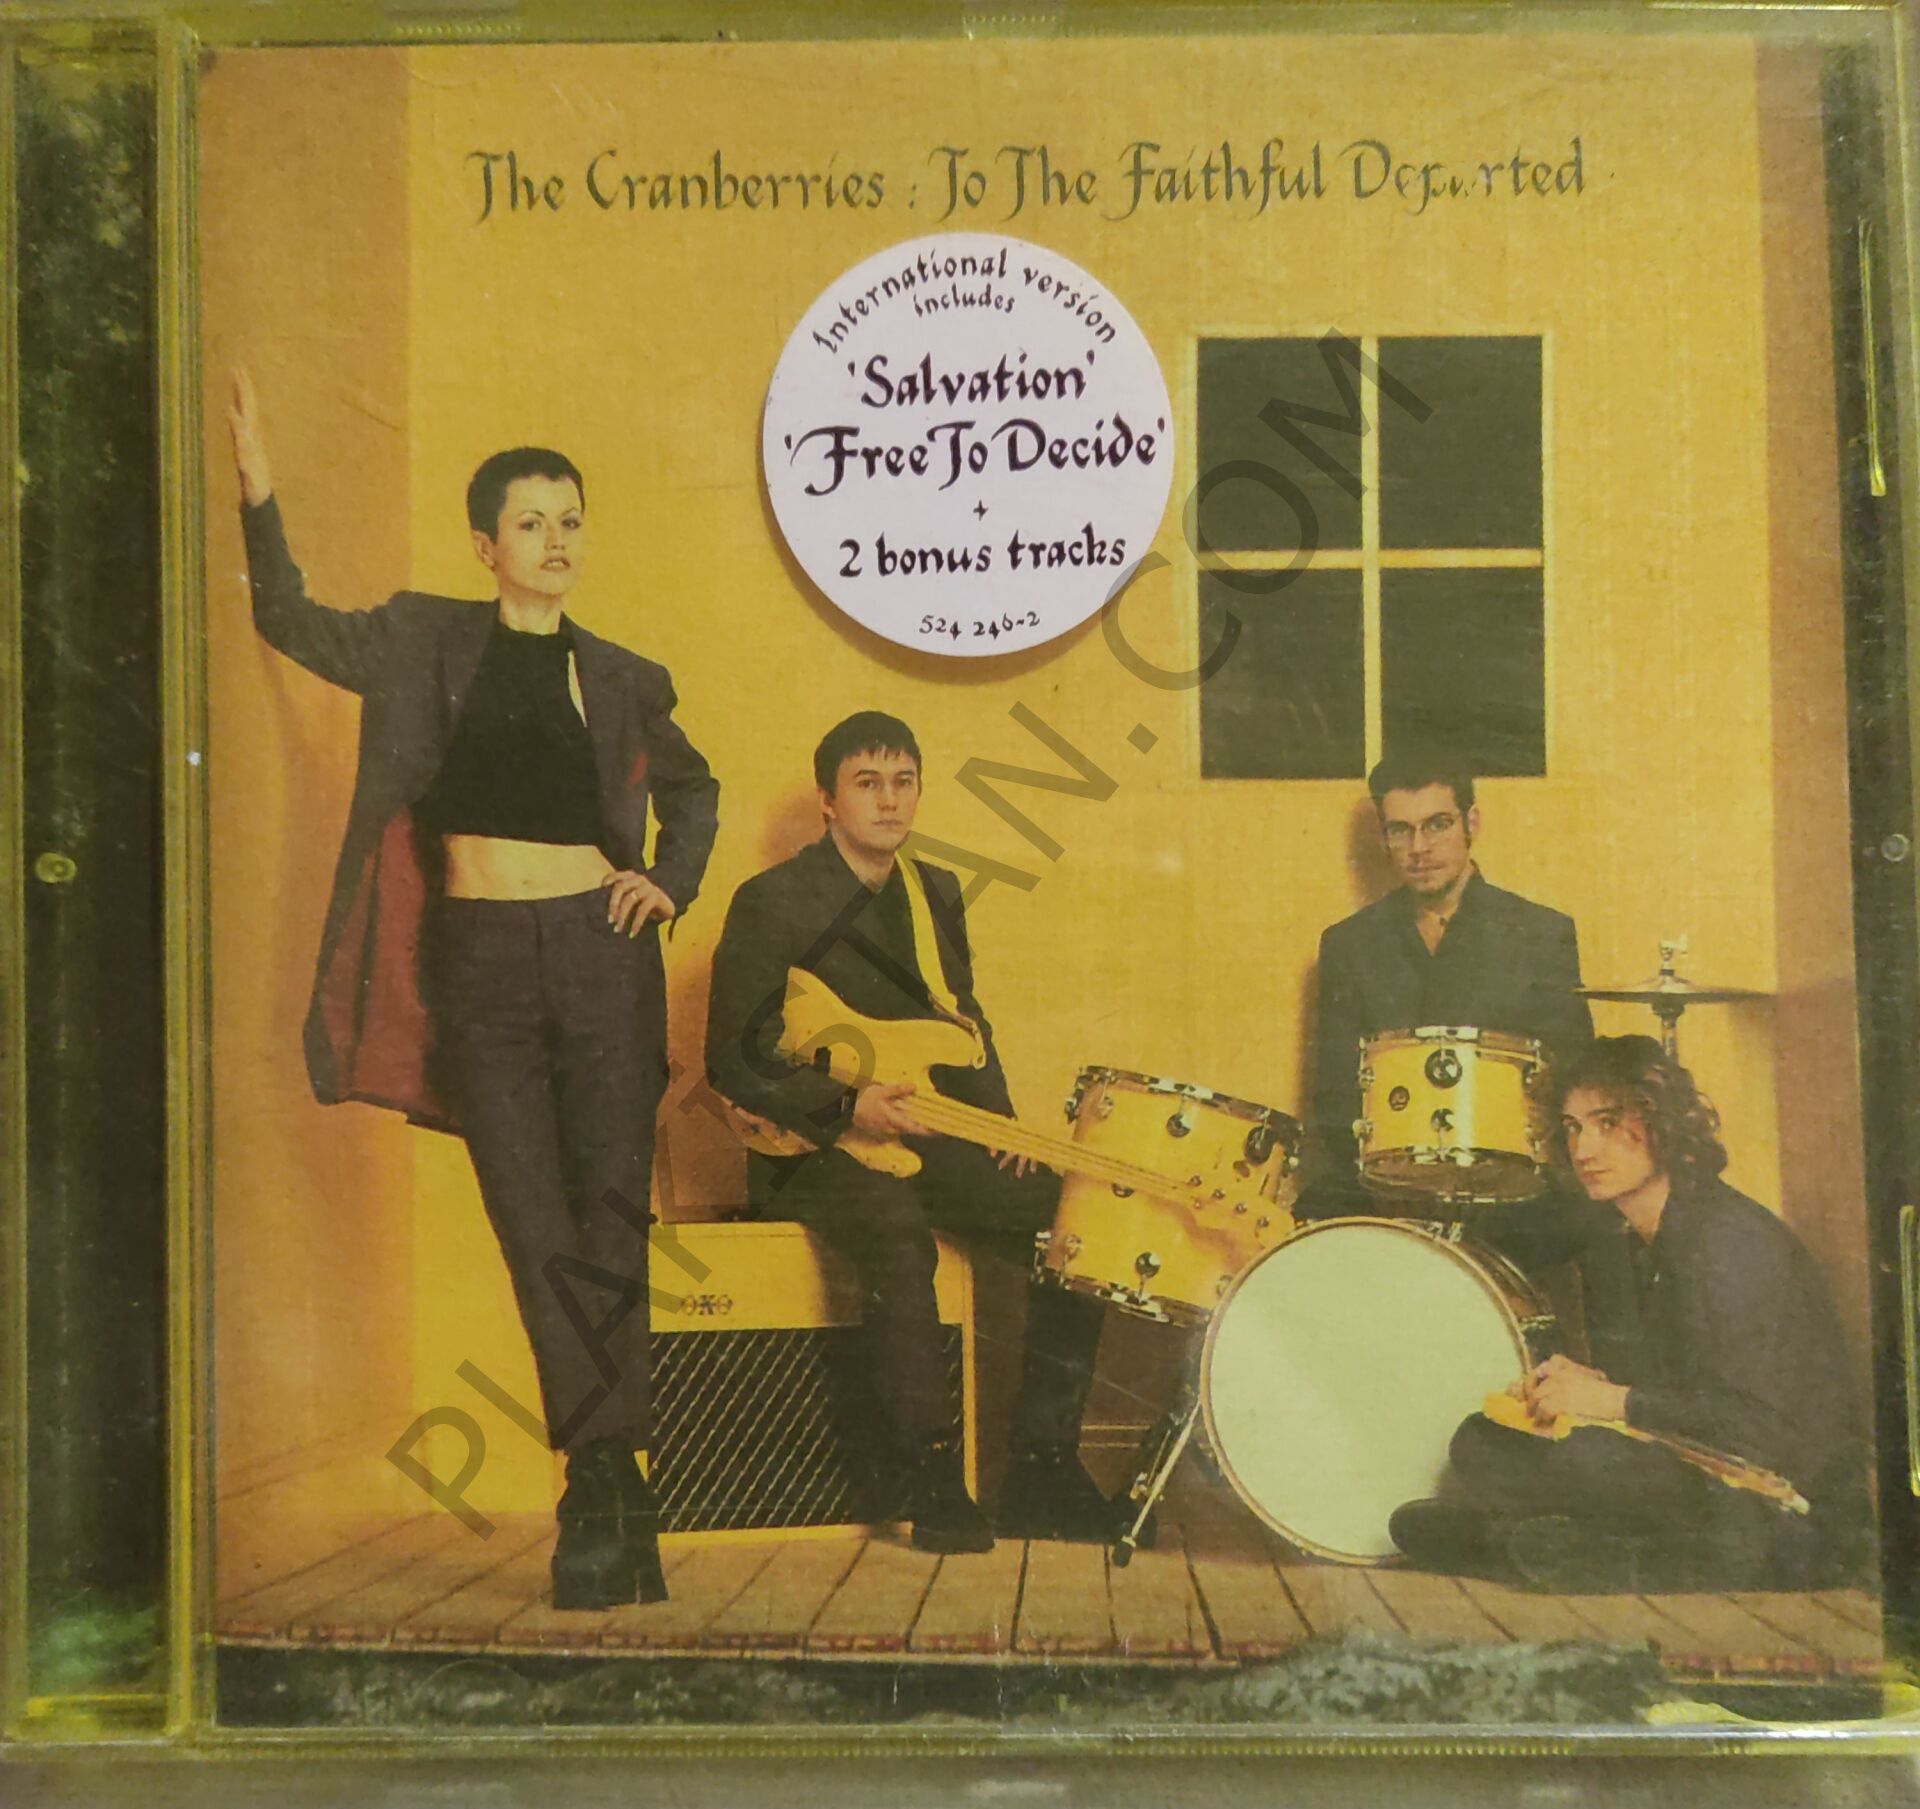 The Cranberries : To The Faithful Departed
International version
includes
'Salvation'
'Free To Decide'
+
2 bonus tracks
524 246-2
PLAKISTAN.COM